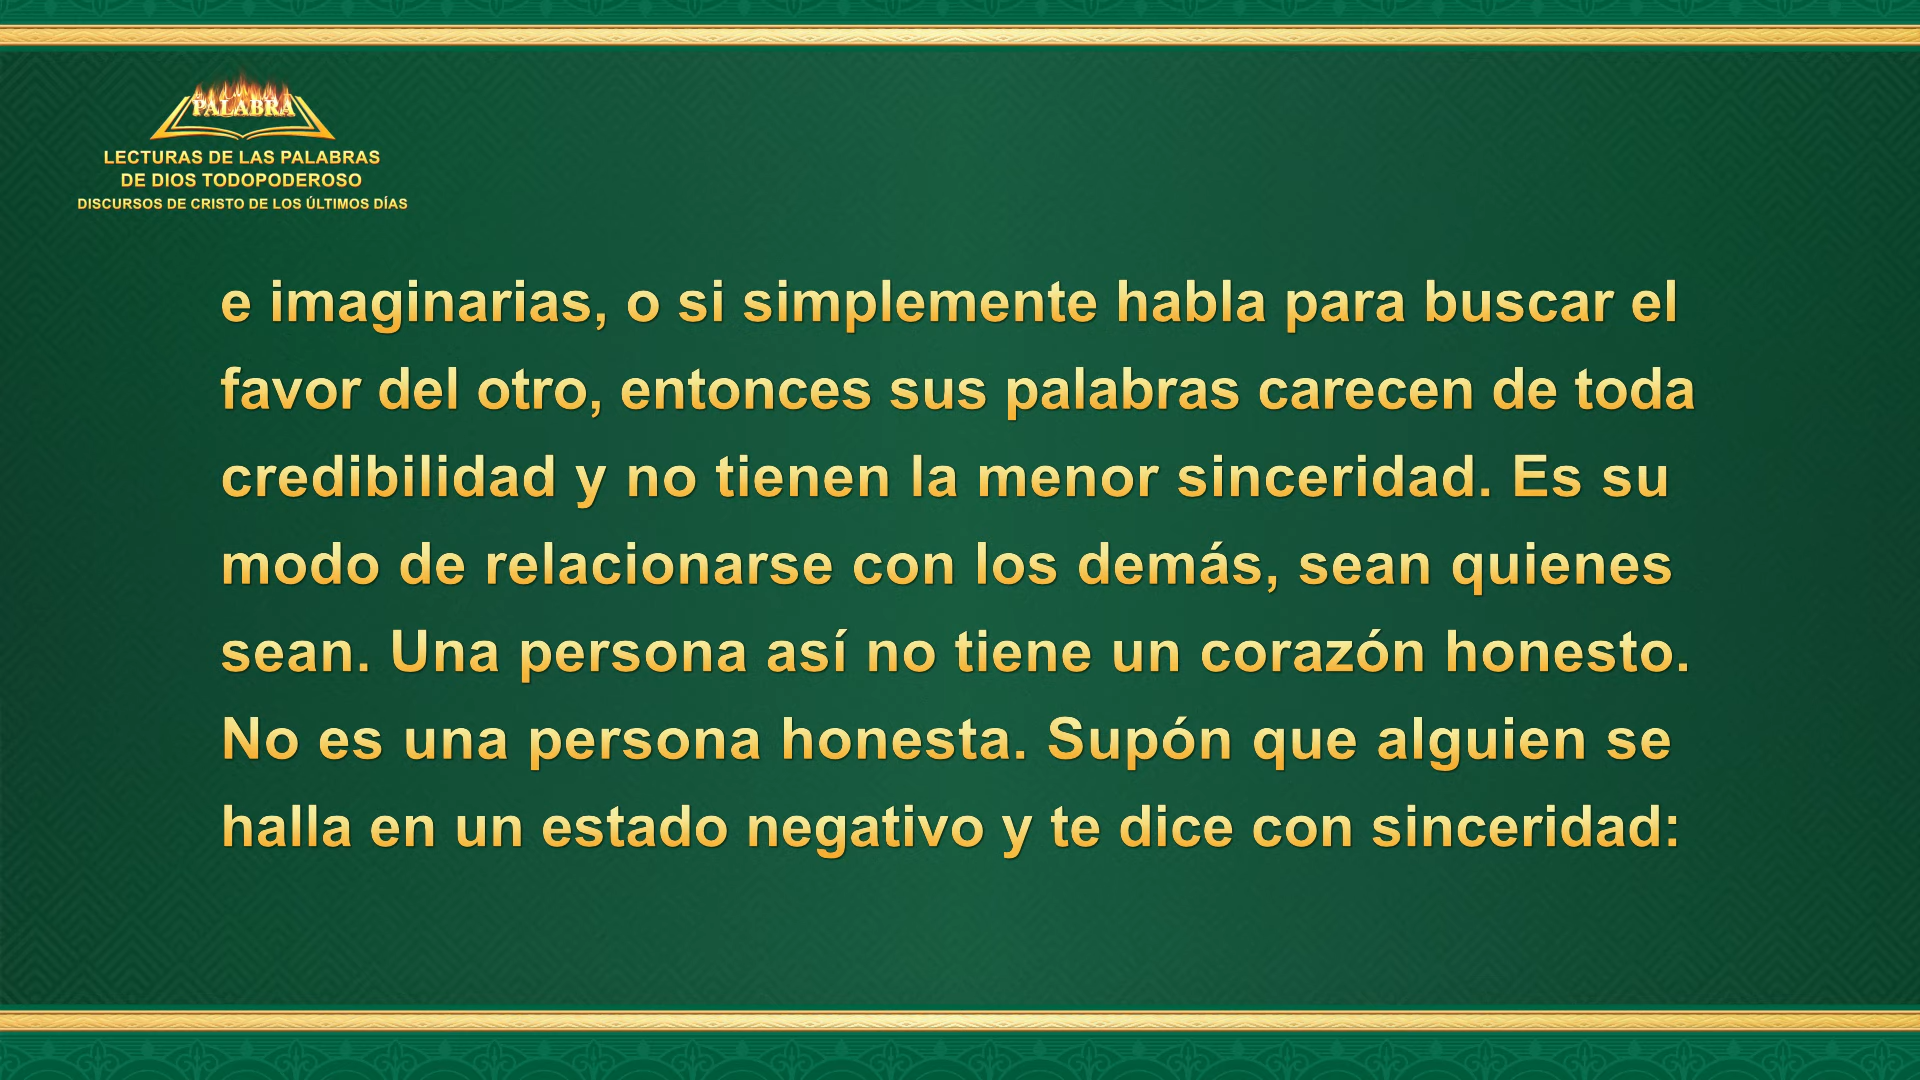 PALABRA
LECTURAS DE LAS PALABRAS
DE DIOS TODOPODEROSO
DISCURSOS DE CRISTO DE LOS ÚLTIMOS DÍAS
e imaginarias, o si simplemente habla para buscar el
favor del otro, entonces sus palabras carecen de toda
credibilidad y no tienen la menor sinceridad. Es su
modo de relacionarse con los demás, sean quienes
sean. Una persona así no tiene un corazón honesto.
No es una persona honesta. Supón que alguien se
halla en un estado negativo y te dice con sinceridad: